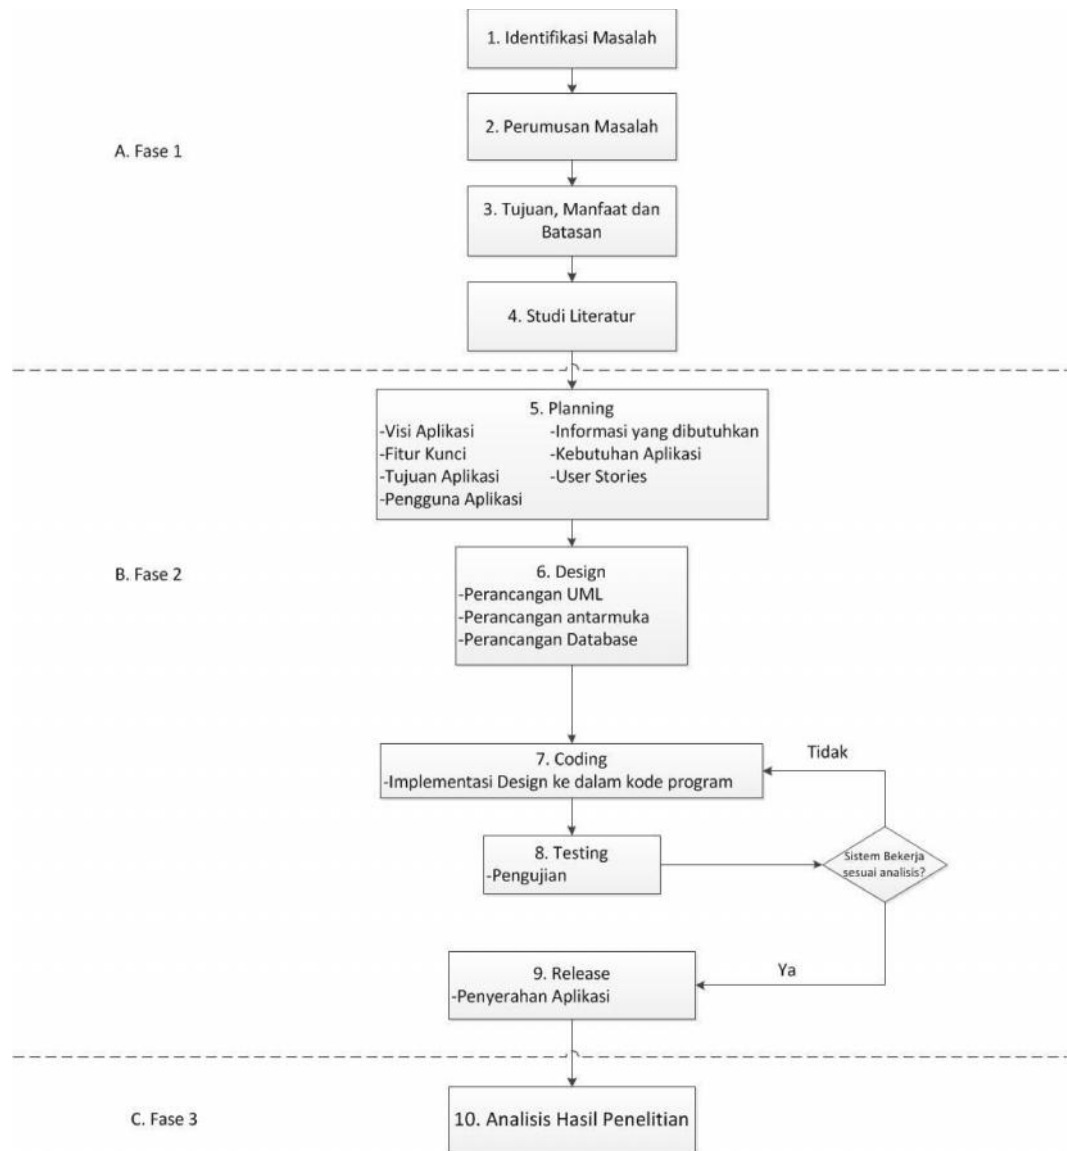 1. Identifikasi Masalah
2. Perumusan Masalah
A. Fase 1
3. Tujuan, Manfaat dan
Batasan
4. Studi Literatur
5. Planning
-Visi Aplikasi
-Fitur Kunci
-Tujuan Aplikasi
-Pengguna Aplikasi
-Informasi yang dibutuhkan
-Kebutuhan Aplikasi
-User Stories
B. Fase 2
6. Design
-Perancangan UML
-Perancangan antarmuka
-Perancangan Database
7. Coding
-Implementasi Design ke dalam kode program
Tidak
8. Testing
-Pengujian
Sistem Bekerja
sesuai analisis?
9. Release
-Penyerahan Aplikasi
Ya
C. Fase 3
10. Analisis Hasil Penelitian